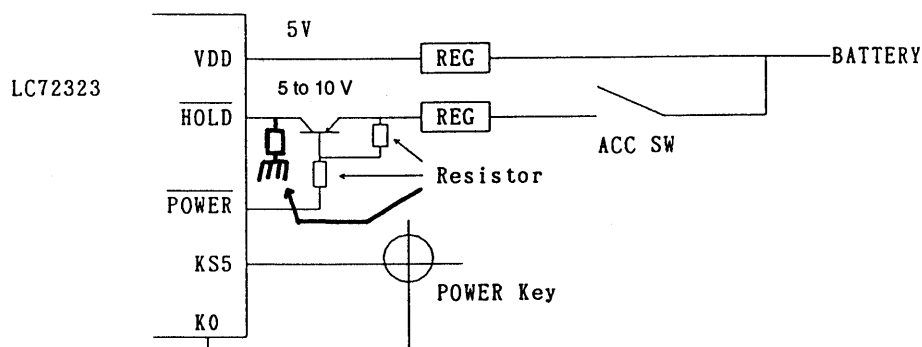 5V
VDD
REG
BATTERY
LC72323
5 to 10 V
HOLD
REG
ACC SW
Resistor
POWER
KS5
POWER Key
K0